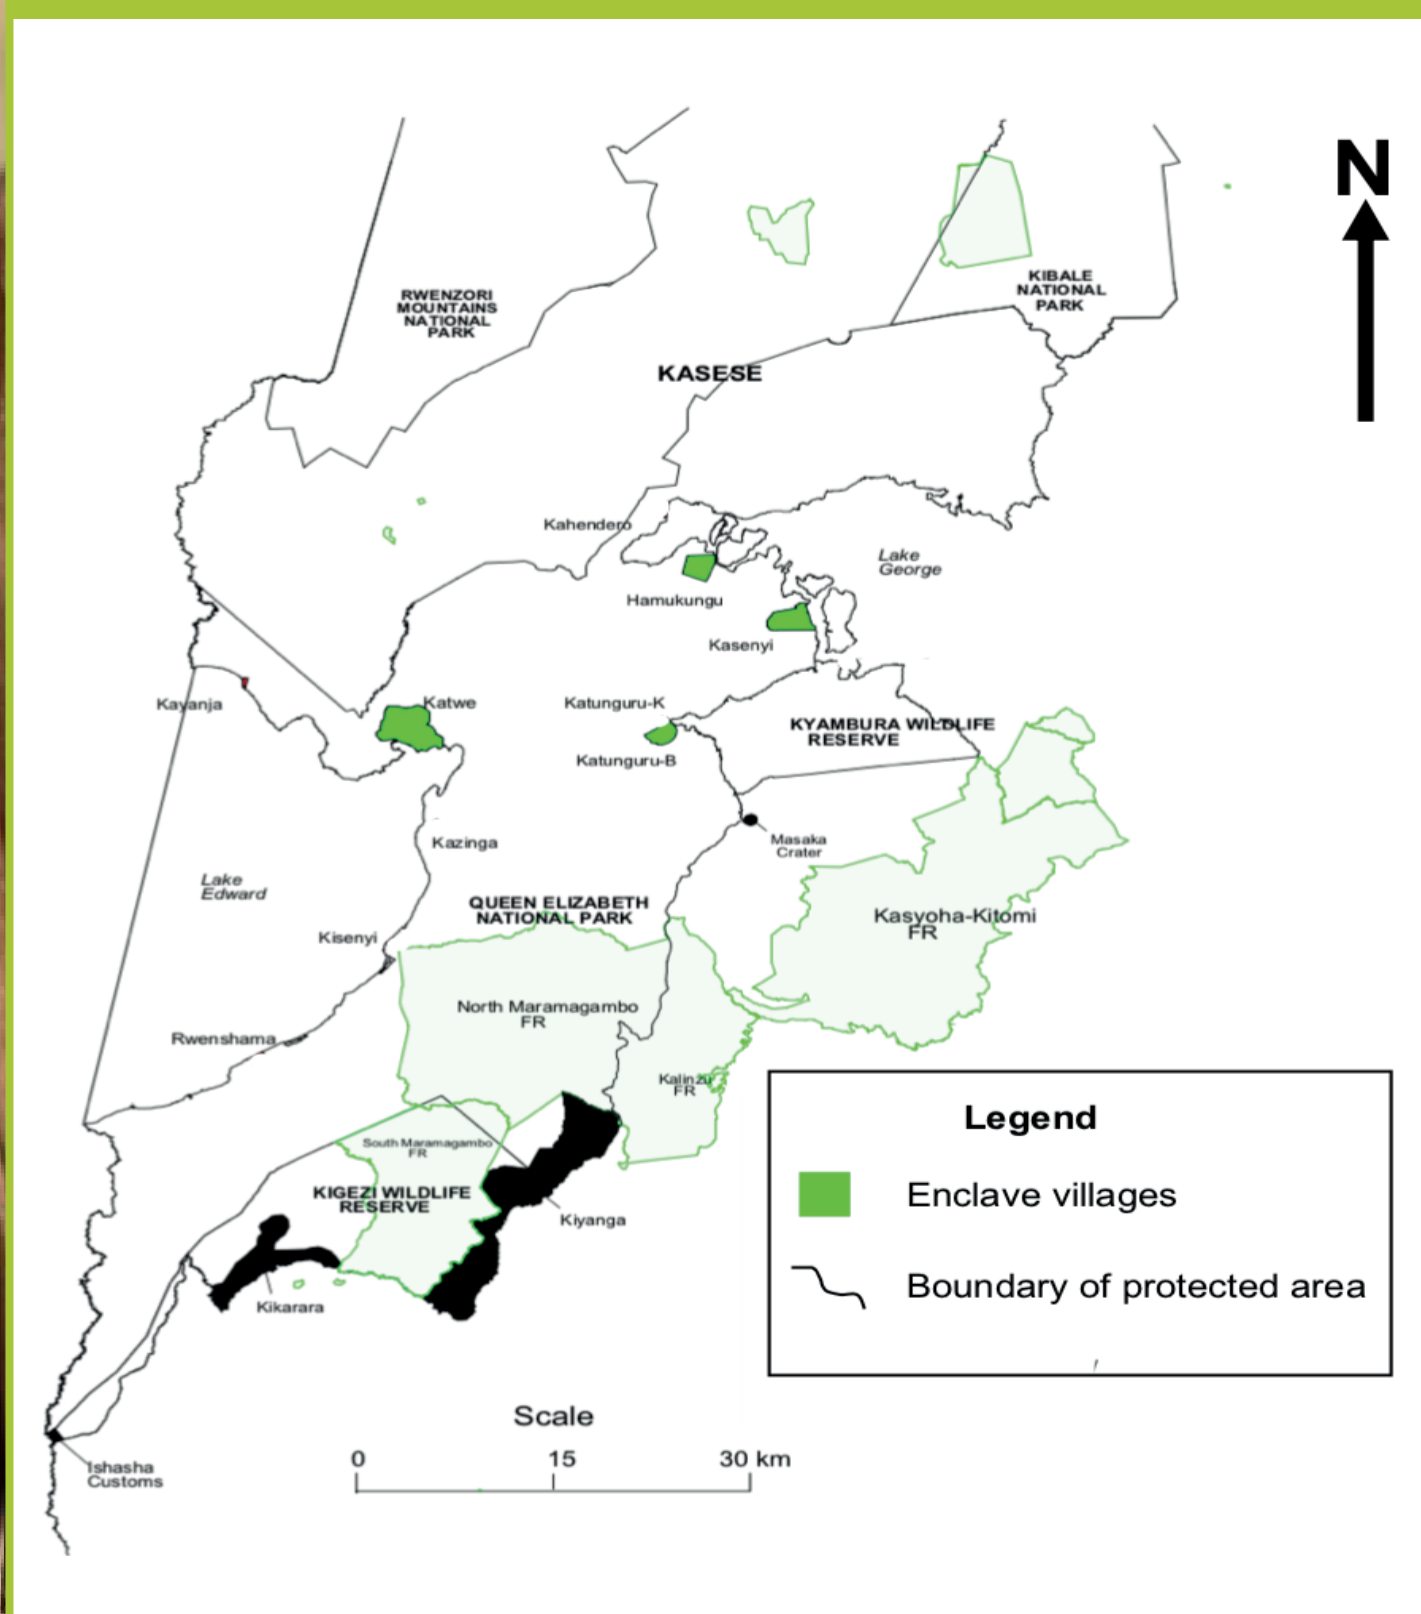 N
RWENZORI
MOUNTAINS
NATIONAL
PARK
KIBALE
NATIONAL
PARK
KASESE
Kahendero
Lake
George
Hamukungu
Kasenyi
Kayanja
Katwe
Katunguru-K
KYAMBURA WILDLIFE
RESERVE
Katunguru-B
Kazinga
Masaka
Crater
Lake
Edward
QUEEN ELIZABETH
NATIONAL PARK
Kasyoha-Kitomi
FR
Kisenyi
North Maramagambo
FR
Rwenshama
Kalinzu
FR
South Maramagambo
FR
KIGEZI WILDLIFE
RESERVE
Kiyanga
Kikarara
Ishasha
Customs
Legend
Enclave villages
Boundary of protected area
Scale
0 15 30 km